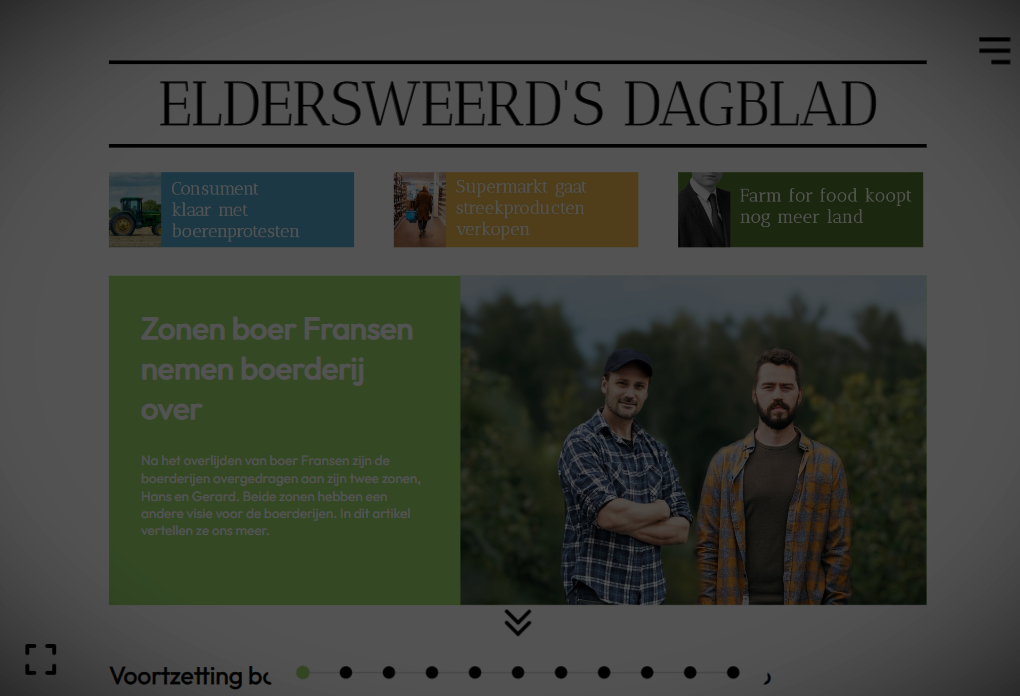 ELDERSWEERD'S DAGBLAD
Consument
klaar met
boerenprotesten
Supermarkt gaat
streekproducten
verkopen
Farm for food koopt
nog meer land
Zonen boer Fransen
nemen boerderij
over
Na het overlijden van boer Fransen zijn de
boerderijen overgedragen aan zijn twee zonen,
Hans en Gerard. Beide zonen hebben een
andere visie voor de boerderijen. In dit artikel
vertellen ze ons meer.
Voortzetting